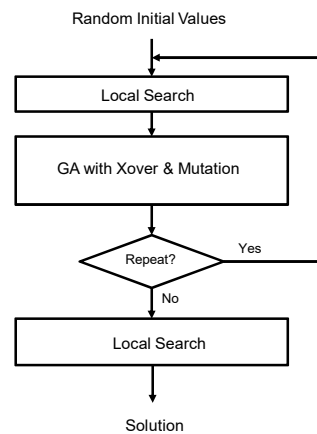 Random Initial Values
Local Search
GA with Xover & Mutation
Repeat?
Yes
No
Local Search
Solution